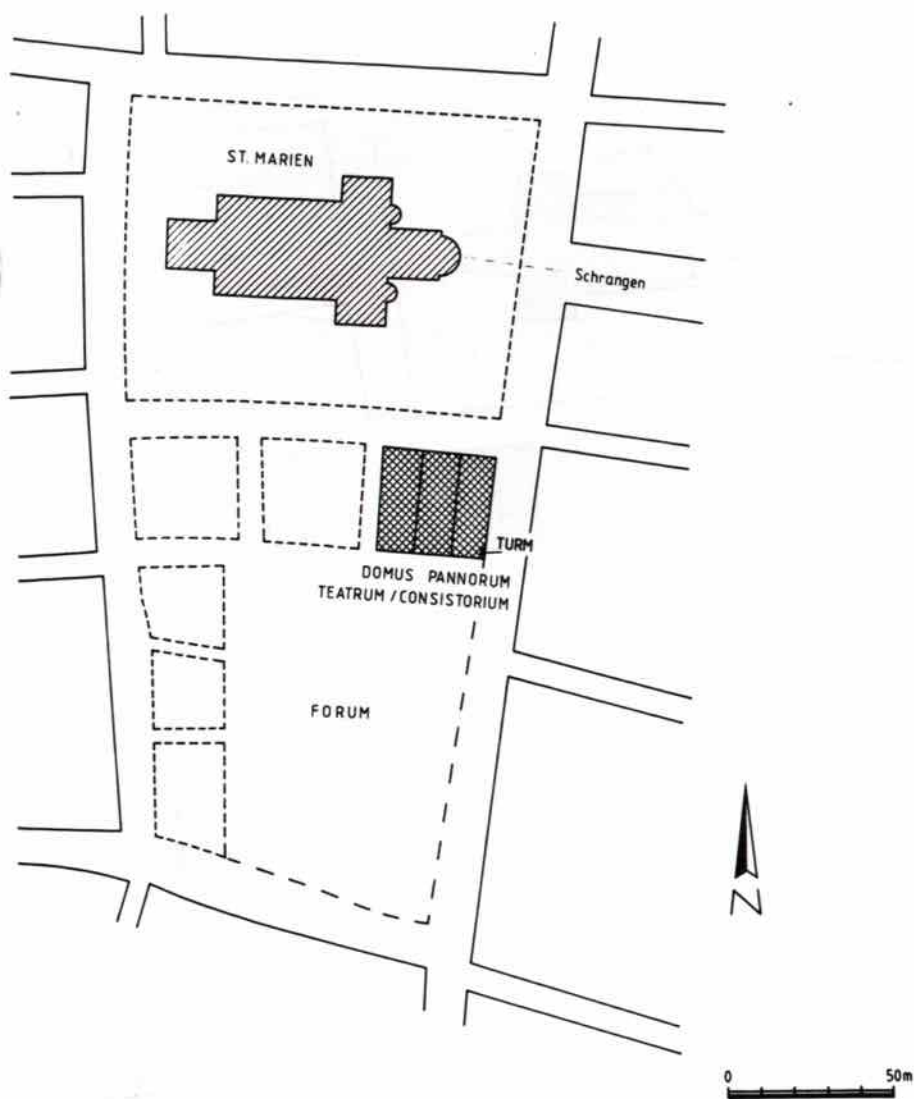 ST. MARIEN
Schrangen
TURM
DOMUS PANNORUM
TEATRUM / CONSISTORIUM
FORUM
N
0 50m